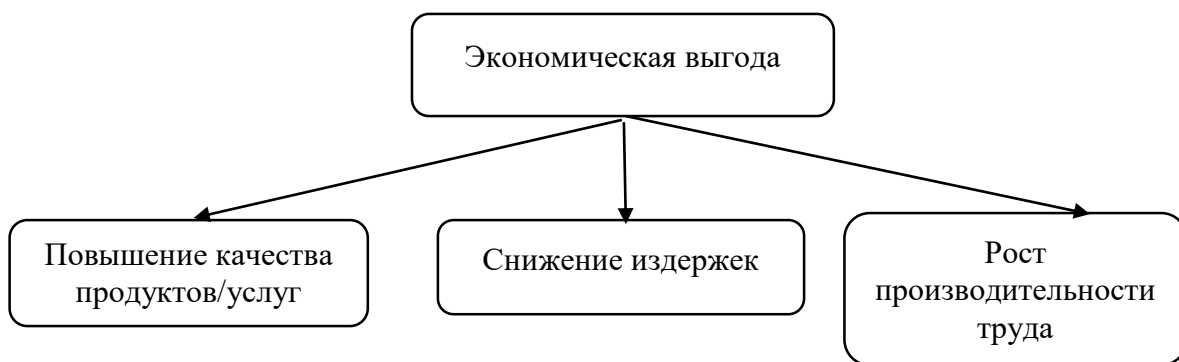 Экономическая выгода
Повышение качества
продуктов/услуг
Снижение издержек
Рост
производительности
труда